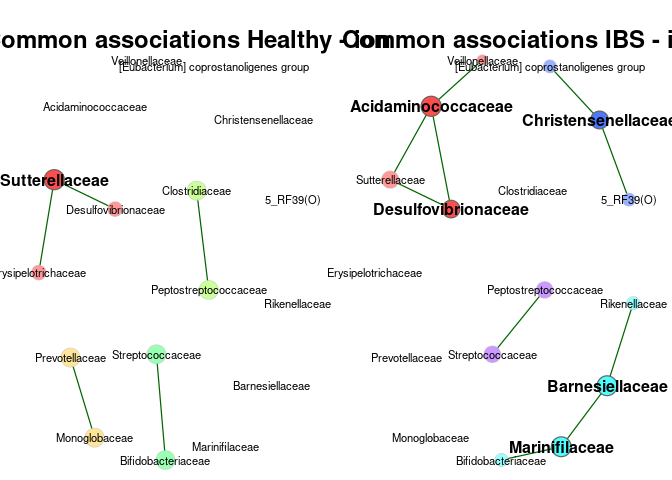 ommon associations Healthy - ion
Common associations IBS - i
Veillonellaceae
[Eubacterium] coprostanoligenes group
Acidaminococcaceae
Christensenellaceae
Sutterellaceae
Clostridiaceae
Desulfovibrionaceae
5_RF39(O)
rysipelotrichaceae
Peptostreptococcaceae
Rikenellaceae
Prevotellaceae
Streptococcaceae
Barnesiellaceae
Monoglobaceae
Marinifilaceae
Bifidobacteriaceae
Veillonellaceae
[Eubacterium] coprostanoligenes group
Acidaminococcaceae
Christensenellaceae
Sutterellaceae
Clostridiaceae
5_RF39(O)
Desulfovibrionaceae
Erysipelotrichaceae
Peptostreptococcaceae
Rikenellaceae
Prevotellaceae
Streptococcaceae
Barnesiellaceae
Monoglobaceae
Marinifilaceae
Bifidobacteriaceae